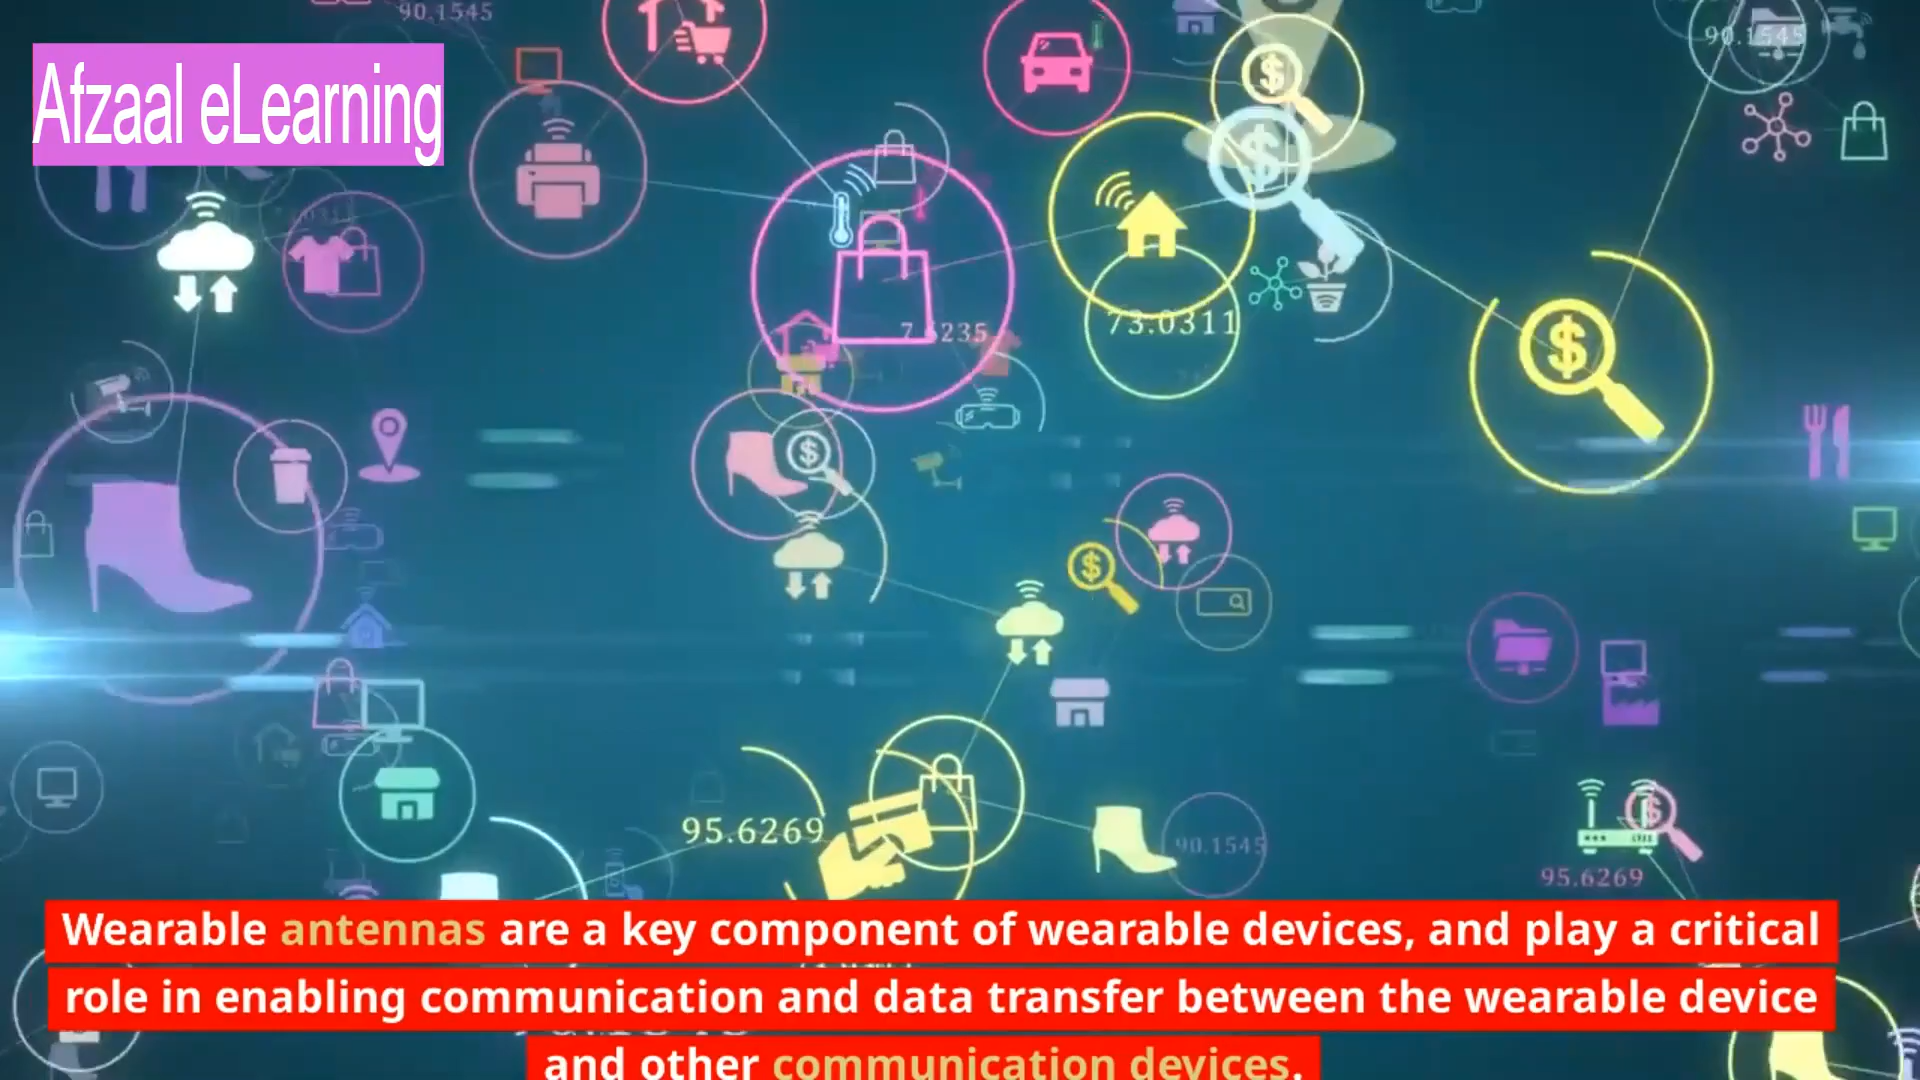 90.1545
90.1545
Afzaal eLearning
73.0311
95.6269
90.1545
95.6269
Wearable antennas are a key component of wearable devices, and play a critical
role in enabling communication and data transfer between the wearable device
and other communication devices.